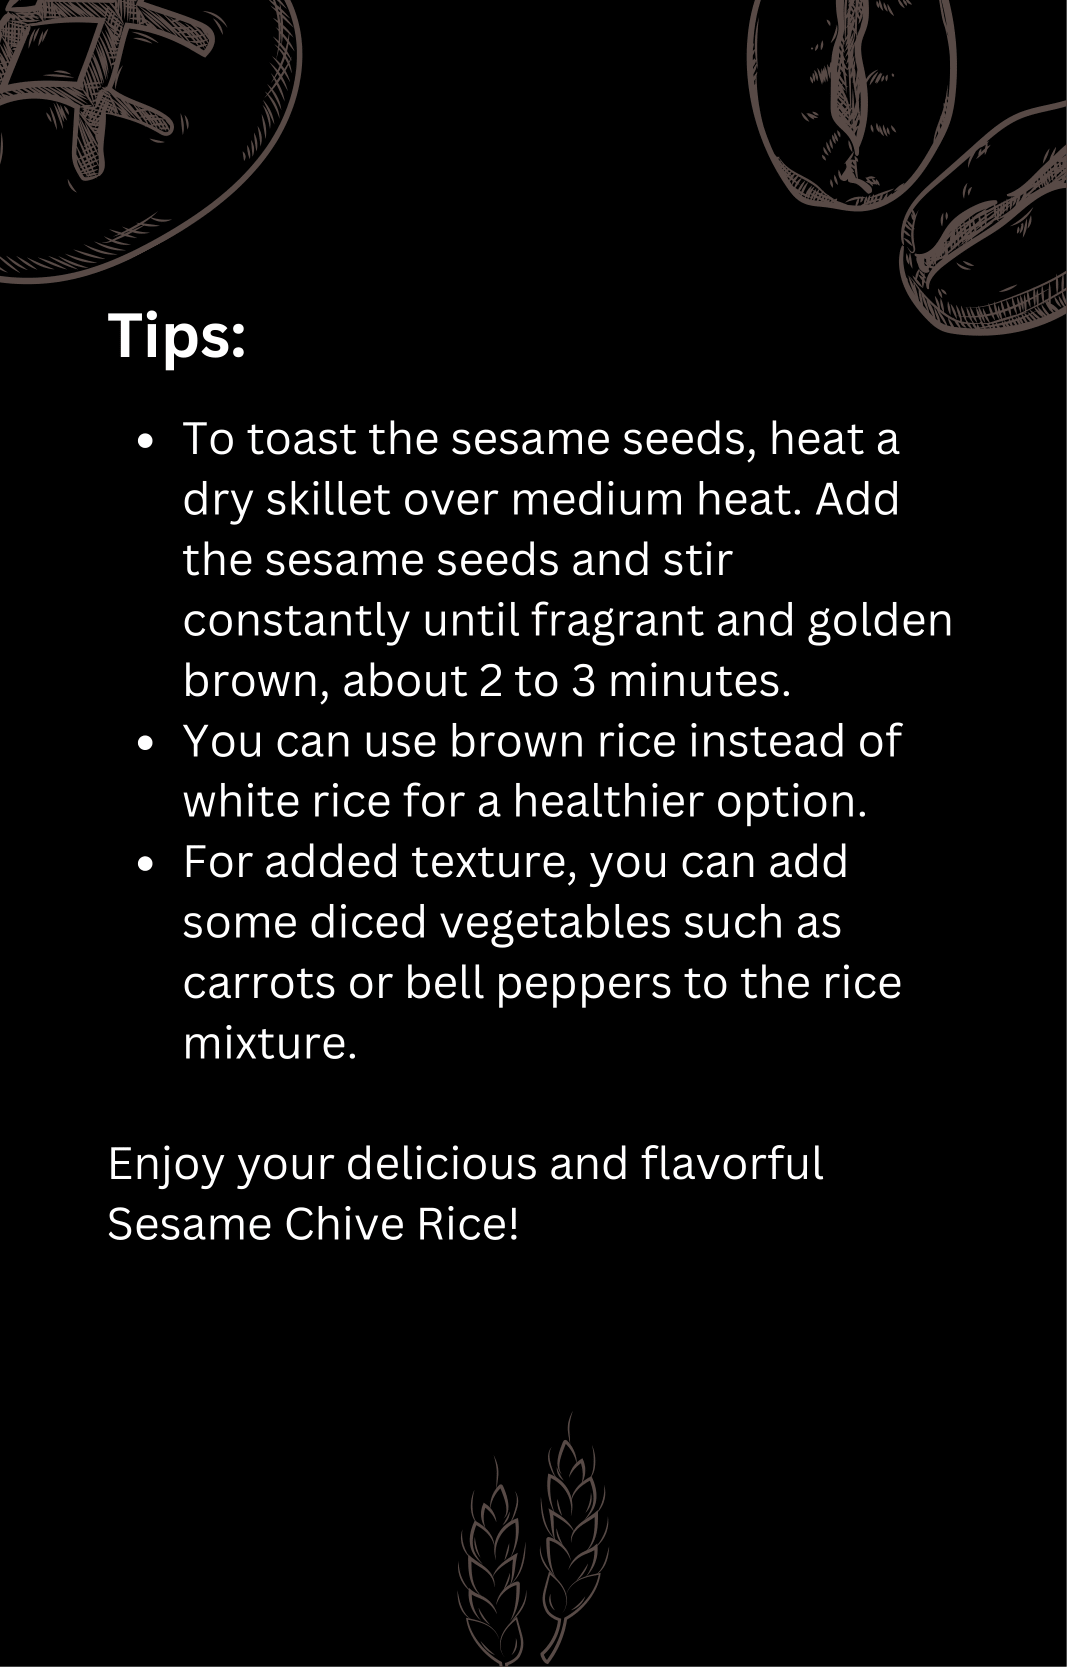 Tips:
• To toast the sesame seeds, heat a
dry skillet over medium heat. Add
the sesame seeds and stir
constantly until fragrant and golden
brown, about 2 to 3 minutes.
• You can use brown rice instead of
white rice for a healthier option.
• For added texture, you can add
some diced vegetables such as
carrots or bell peppers to the rice
mixture.
Enjoy your delicious and flavorful
Sesame Chive Rice!